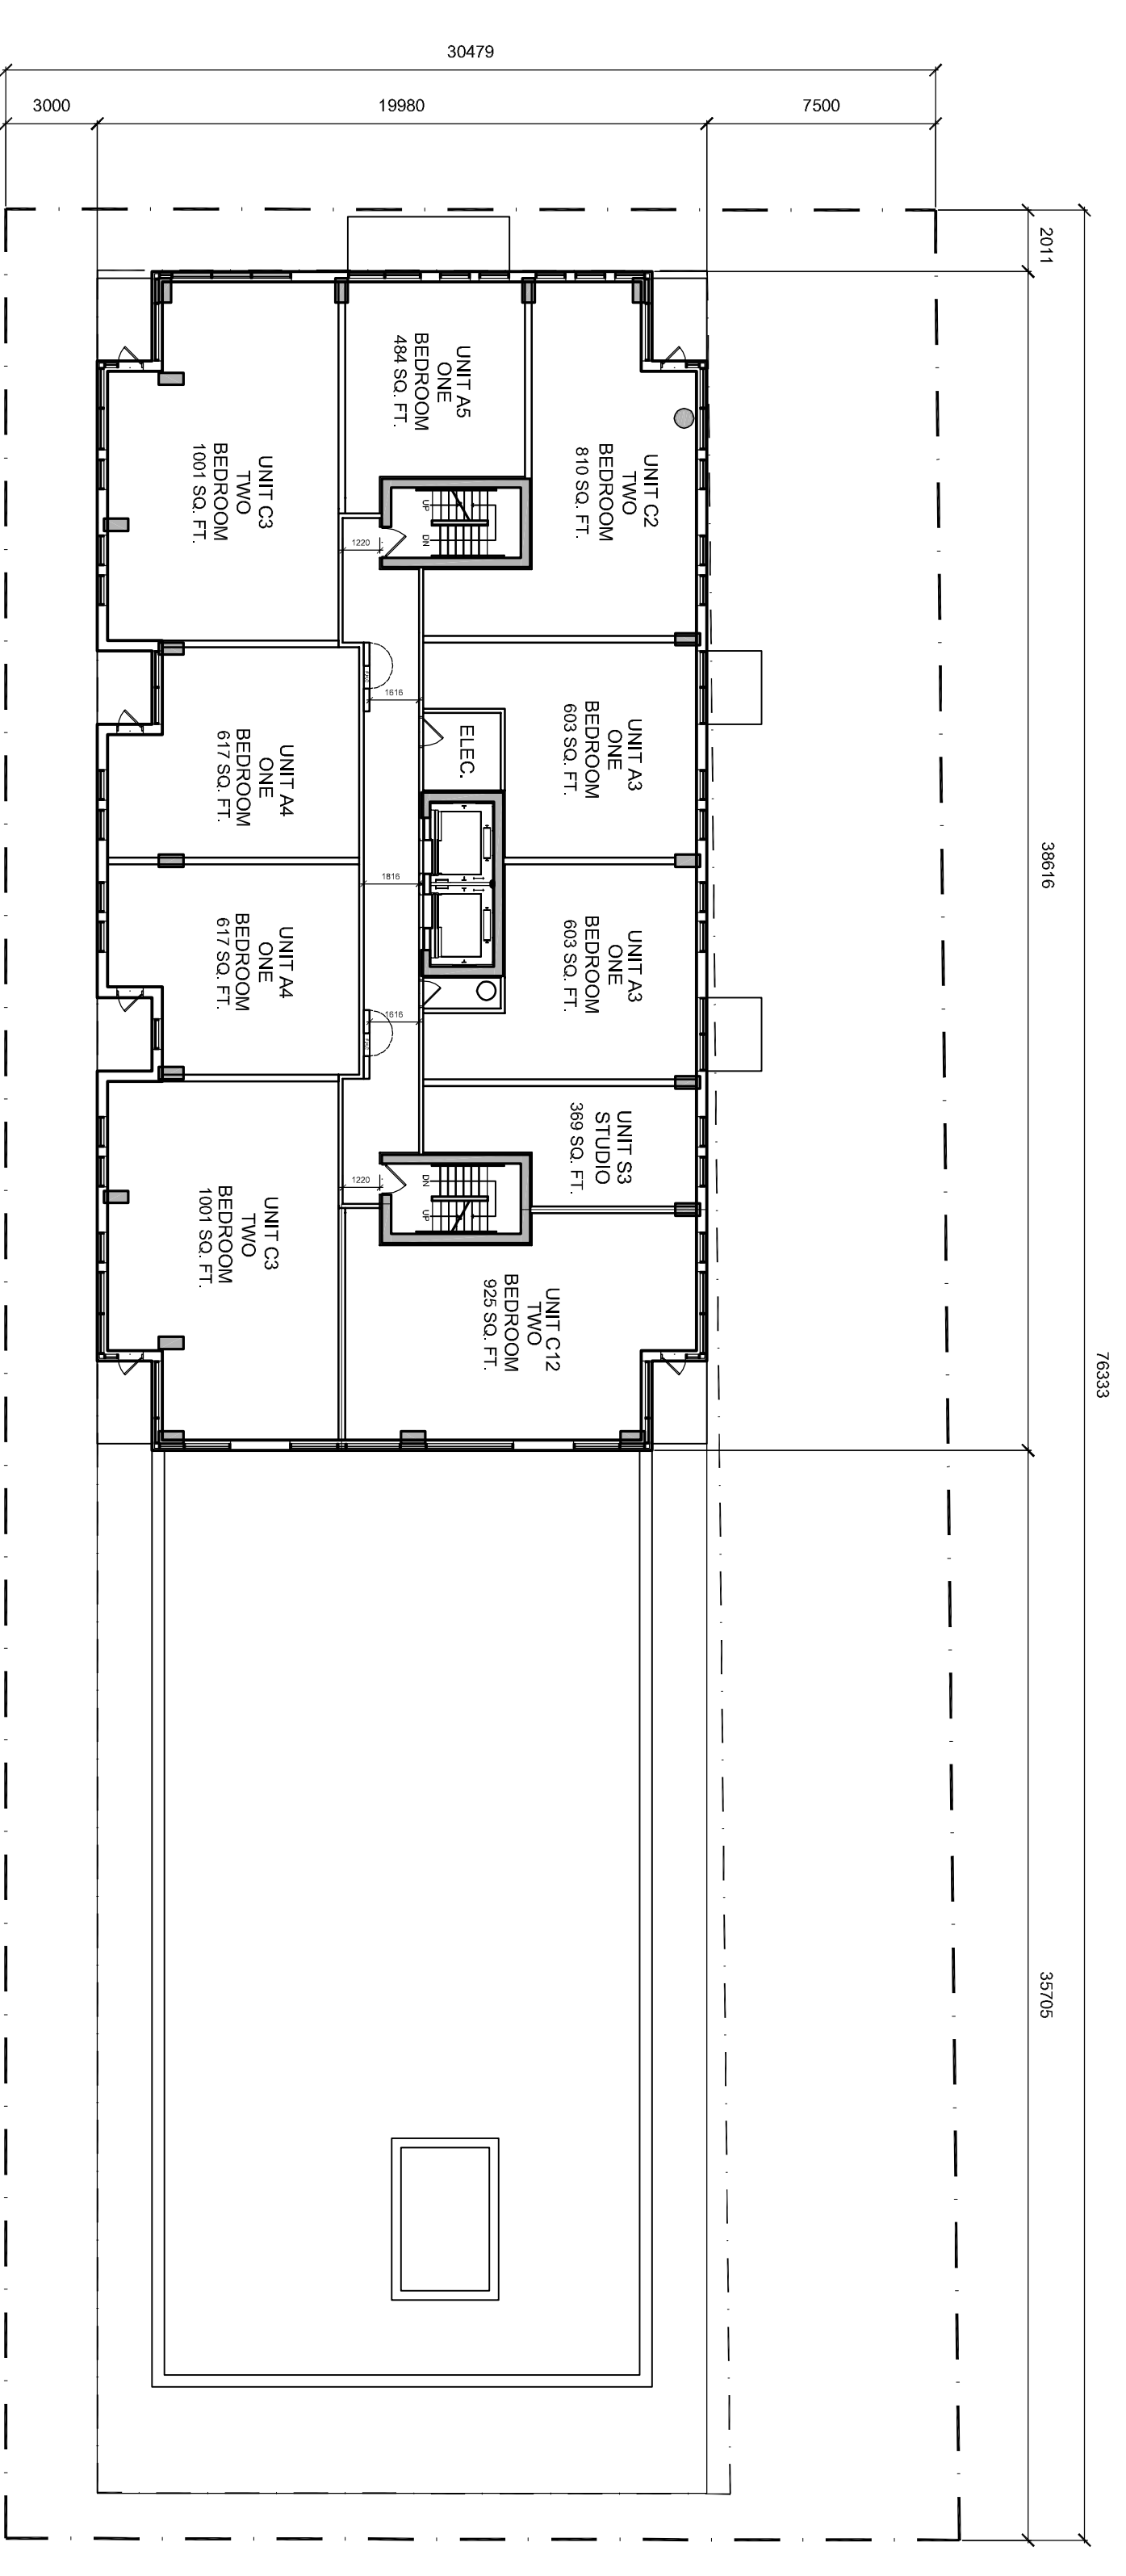 30479
3000
19980
7500
2011
38616
76333
35705
UNIT C3
TWO
BEDROOM
1001 SQ. FT.
UNIT A5
ONE
BEDROOM
484 SQ. FT.
UNIT C2
TWO
BEDROOM
810 SQ. FT.
UP
DN
1220
UNIT A4
ONE
BEDROOM
617 SQ. FT.
1616
ELEC.
UNIT A3
ONE
BEDROOM
603 SQ. FT.
1816
UNIT A4
ONE
BEDROOM
617 SQ. FT.
UNIT A3
ONE
BEDROOM
603 SQ. FT.
1616
UNIT S3
STUDIO
369 SQ. FT.
DN
UP
1220
UNIT C3
TWO
BEDROOM
1001 SQ. FT.
UNIT C12
TWO
BEDROOM
925 SQ. FT.